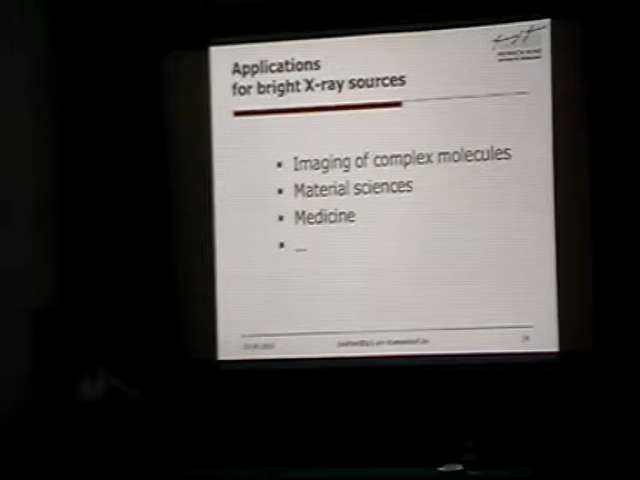 Applications
for bright X-ray sources
▪ Imaging of complex molecules
▪ Material sciences
▪ Medicine
▪ ...